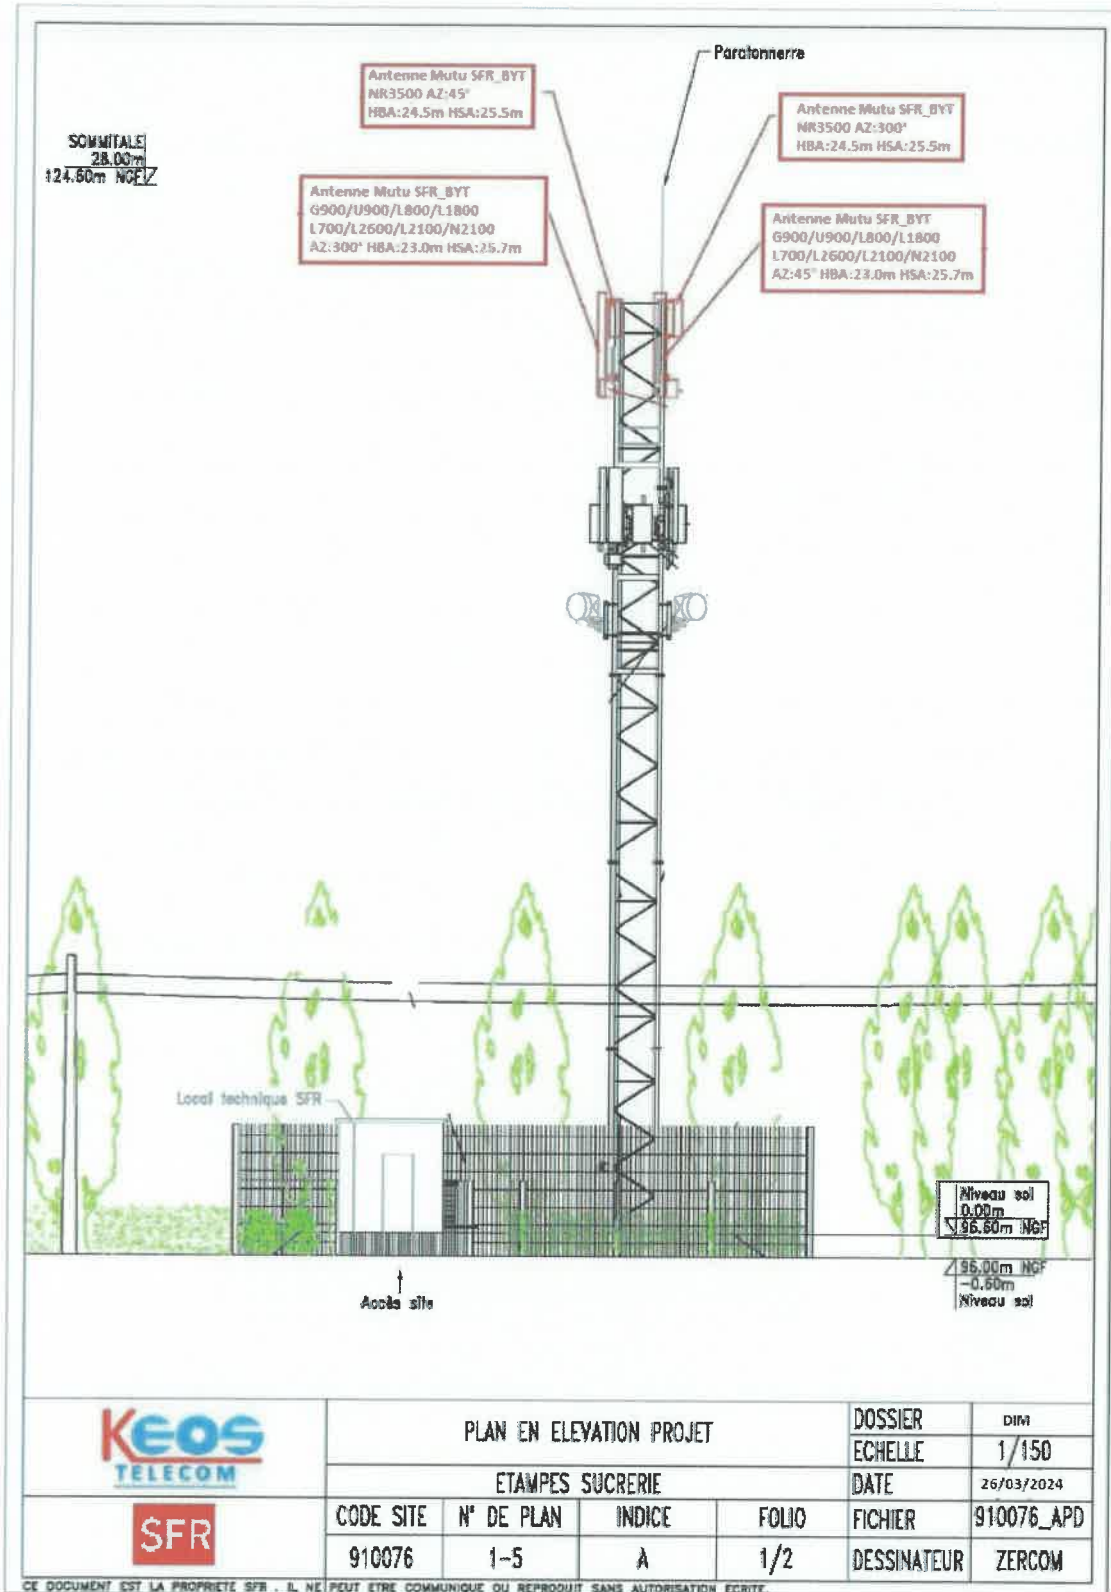 Paratonnerre
Antenne Mutu SFR_BYT
NR3500 AZ:45°
HBA:24.5m HSA:25.5m
Antenne Mutu SFR_BYT
NR3500 AZ:300°
HBA:24.5m HSA:25.5m
SOMMITALE
28.00m
124.60m NGF
Antenne Mutu SFR_BYT
G900/U900/L800/L1800
L700/L2600/L2100/N2100
AZ:300° HBA:23.0m HSA:25.7m
Antenne Mutu SFR_BYT
G900/U900/L800/L1800
L700/L2600/L2100/N2100
AZ:45° HBA:23.0m HSA:25.7m
Local technique SFR
Niveau sol
0.00m
96.60m NGF
96.00m NGF
-0.60m
Niveau sol
Accès site
KEOS
TELECOM
SFR
PLAN EN ELEVATION PROJET
ETAMPES SUCRERIE
CODE SITE N° DE PLAN INDICE FOLIO
910076 1-5 A 1/2
DOSSIER DIM
ECHELLE 1/150
DATE 26/03/2024
FICHIER 910076_APD
DESSINATEUR ZERCOM
CE DOCUMENT EST LA PROPRIETE SFR . IL NE PEUT ETRE COMMUNIQUE OU REPRODUIT SANS AUTORISATION ECRITE.